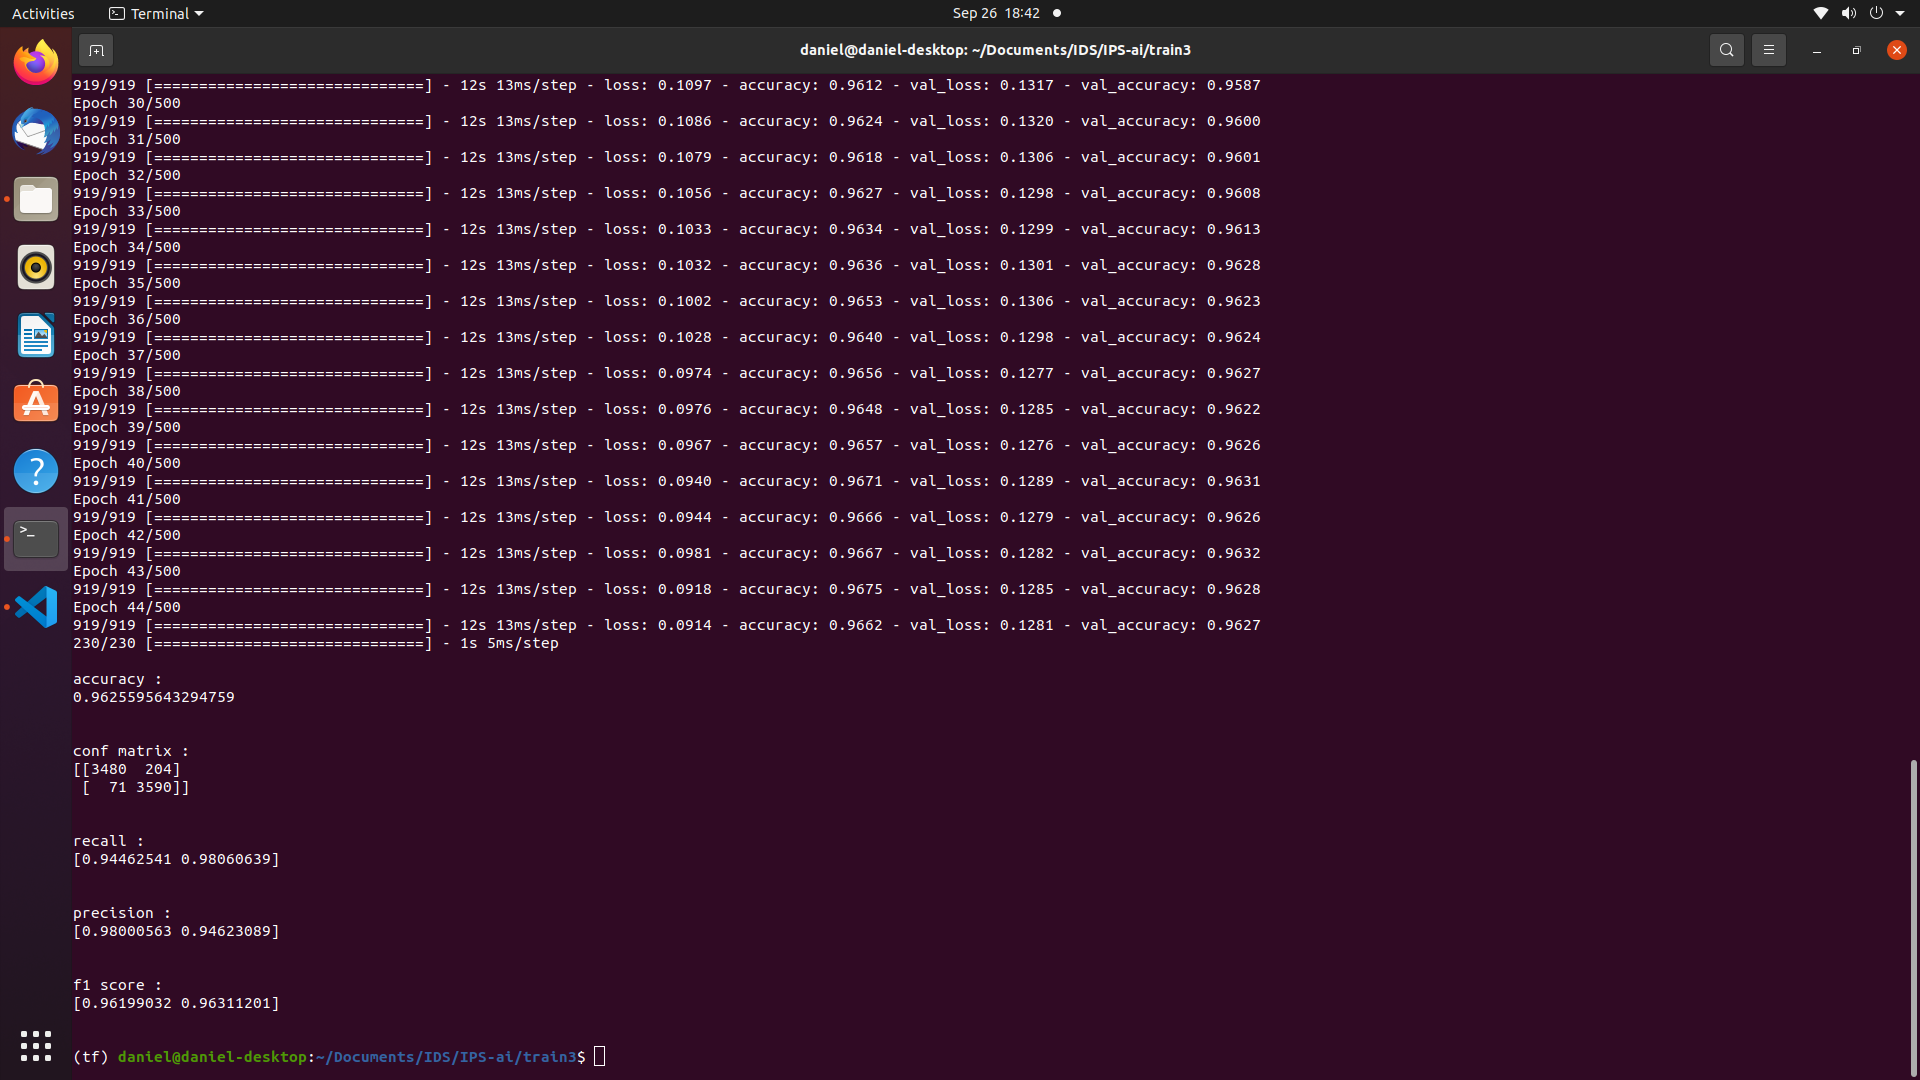 Activities
Terminal
Sep 26 18:42
daniel@daniel-desktop: ~/Documents/IDS/IPS-ai/train3
919/919 [==============================] - 12s 13ms/step - loss: 0.1097 - accuracy: 0.9612 - val_loss: 0.1317 - val_accuracy: 0.9587
Epoch 30/500
919/919 [==============================] - 12s 13ms/step - loss: 0.1086 - accuracy: 0.9624 - val_loss: 0.1320 - val_accuracy: 0.9600
Epoch 31/500
919/919 [==============================] - 12s 13ms/step - loss: 0.1079 - accuracy: 0.9618 - val_loss: 0.1306 - val_accuracy: 0.9601
Epoch 32/500
919/919 [==============================] - 12s 13ms/step - loss: 0.1056 - accuracy: 0.9627 - val_loss: 0.1298 - val_accuracy: 0.9608
Epoch 33/500
919/919 [==============================] - 12s 13ms/step - loss: 0.1033 - accuracy: 0.9634 - val_loss: 0.1299 - val_accuracy: 0.9613
Epoch 34/500
919/919 [==============================] - 12s 13ms/step - loss: 0.1032 - accuracy: 0.9636 - val_loss: 0.1301 - val_accuracy: 0.9628
Epoch 35/500
919/919 [==============================] - 12s 13ms/step - loss: 0.1002 - accuracy: 0.9653 - val_loss: 0.1306 - val_accuracy: 0.9623
Epoch 36/500
919/919 [==============================] - 12s 13ms/step - loss: 0.1028 - accuracy: 0.9640 - val_loss: 0.1298 - val_accuracy: 0.9624
Epoch 37/500
919/919 [==============================] - 12s 13ms/step - loss: 0.0974 - accuracy: 0.9656 - val_loss: 0.1277 - val_accuracy: 0.9627
Epoch 38/500
919/919 [==============================] - 12s 13ms/step - loss: 0.0976 - accuracy: 0.9648 - val_loss: 0.1285 - val_accuracy: 0.9622
Epoch 39/500
919/919 [==============================] - 12s 13ms/step - loss: 0.0967 - accuracy: 0.9657 - val_loss: 0.1276 - val_accuracy: 0.9626
Epoch 40/500
919/919 [==============================] - 12s 13ms/step - loss: 0.0940 - accuracy: 0.9671 - val_loss: 0.1289 - val_accuracy: 0.9631
Epoch 41/500
919/919 [==============================] - 12s 13ms/step - loss: 0.0944 - accuracy: 0.9666 - val_loss: 0.1279 - val_accuracy: 0.9626
Epoch 42/500
919/919 [==============================] - 12s 13ms/step - loss: 0.0981 - accuracy: 0.9667 - val_loss: 0.1282 - val_accuracy: 0.9632
Epoch 43/500
919/919 [==============================] - 12s 13ms/step - loss: 0.0918 - accuracy: 0.9675 - val_loss: 0.1285 - val_accuracy: 0.9628
Epoch 44/500
919/919 [==============================] - 12s 13ms/step - loss: 0.0914 - accuracy: 0.9662 - val_loss: 0.1281 - val_accuracy: 0.9627
230/230 [==============================] - 1s 5ms/step
accuracy :
0.9625595643294759
conf matrix :
[[3480  204]
 [  71 3590]]
recall :
[0.94462541 0.98060639]
precision :
[0.98000563 0.94623089]
f1 score :
[0.96199032 0.96311201]
(tf) daniel@daniel-desktop:~/Documents/IDS/IPS-ai/train3$